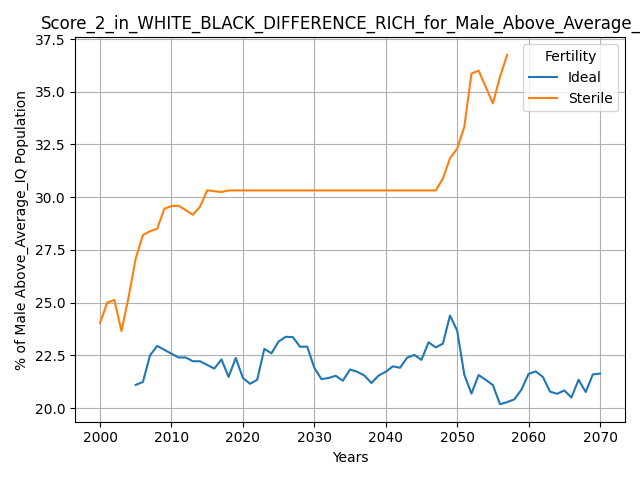 Score_2_in_WHITE_BLACK_DIFFERENCE_RICH_for_Male_Above_Average_
37.5
35.0
32.5
30.0
27.5
25.0
22.5
20.0
% of Male Above_Average_IQ Population
Fertility
Ideal
Sterile
2000 2010 2020 2030 2040 2050 2060 2070
Years